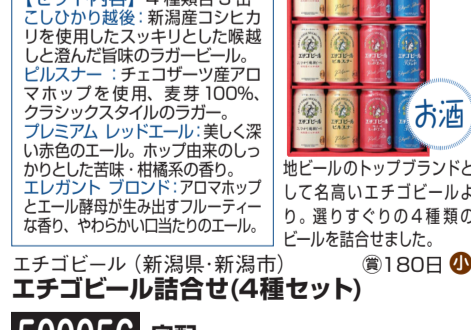 こしひかり越後：新潟産コシヒカ
リを使用したスッキリとした喉越
しと澄んだ旨味のラガービール。
ピルスナー：チェコザーツ産アロ
マホップを使用、麦芽100%、
クラシックスタイルのラガー。
プレミアム レッドエール：美しく深
い赤色のエール。ホップ由来のしっ
かりとした苦味・柑橘系の香り。
エレガント ブロンド：アロマホップ
とエール酵母が生み出すフルーティー
な香り、やわらかい口当たりのエール。
お酒
地ビールのトップブランドと
して名高いエチゴビールよ
り。選りすぐりの4種類の
ビールを詰合せました。
エチゴビール（新潟県・新潟市）
賞180日 小
エチゴビール詰合せ(4種セット)